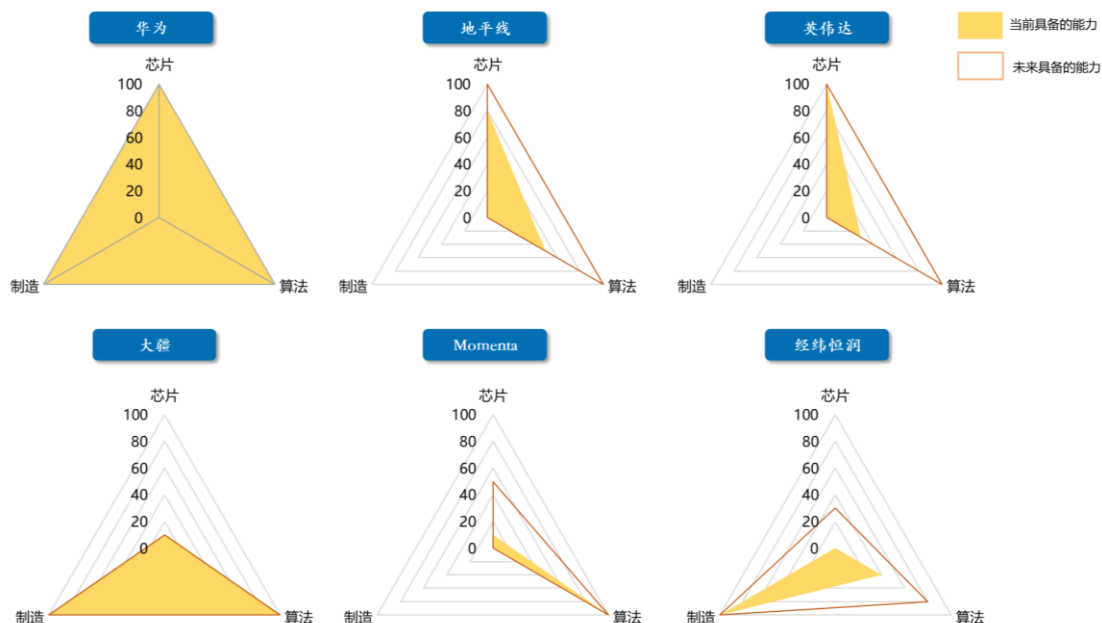 华为
地平线
英伟达
当前具备的能力
未来具备的能力
芯片
100
80
60
40
20
0
制造
算法
芯片
100
80
60
40
20
0
制造
算法
芯片
100
80
60
40
20
0
制造
算法
大疆
Momenta
经纬恒润
芯片
100
80
60
40
20
0
制造
算法
芯片
100
80
60
40
20
0
制造
算法
芯片
100
80
60
40
20
0
制造
算法